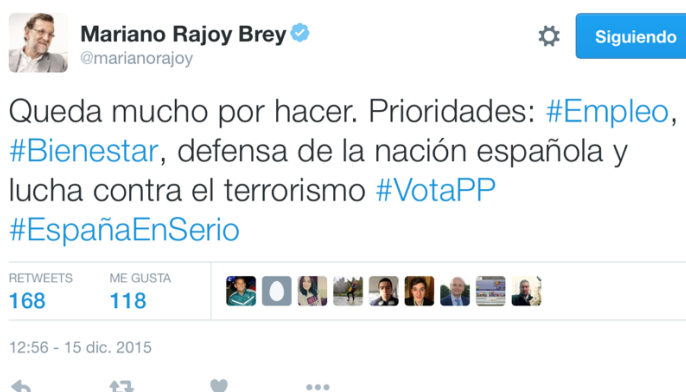 Mariano Rajoy Brey
@marianorajoy
Siguiendo
Queda mucho por hacer. Prioridades: #Empleo,
#Bienestar, defensa de la nación española y
lucha contra el terrorismo #VotaPP
#EspañaEnSerio
RETWEETS
168
ME GUSTA
118
12:56 - 15 dic. 2015